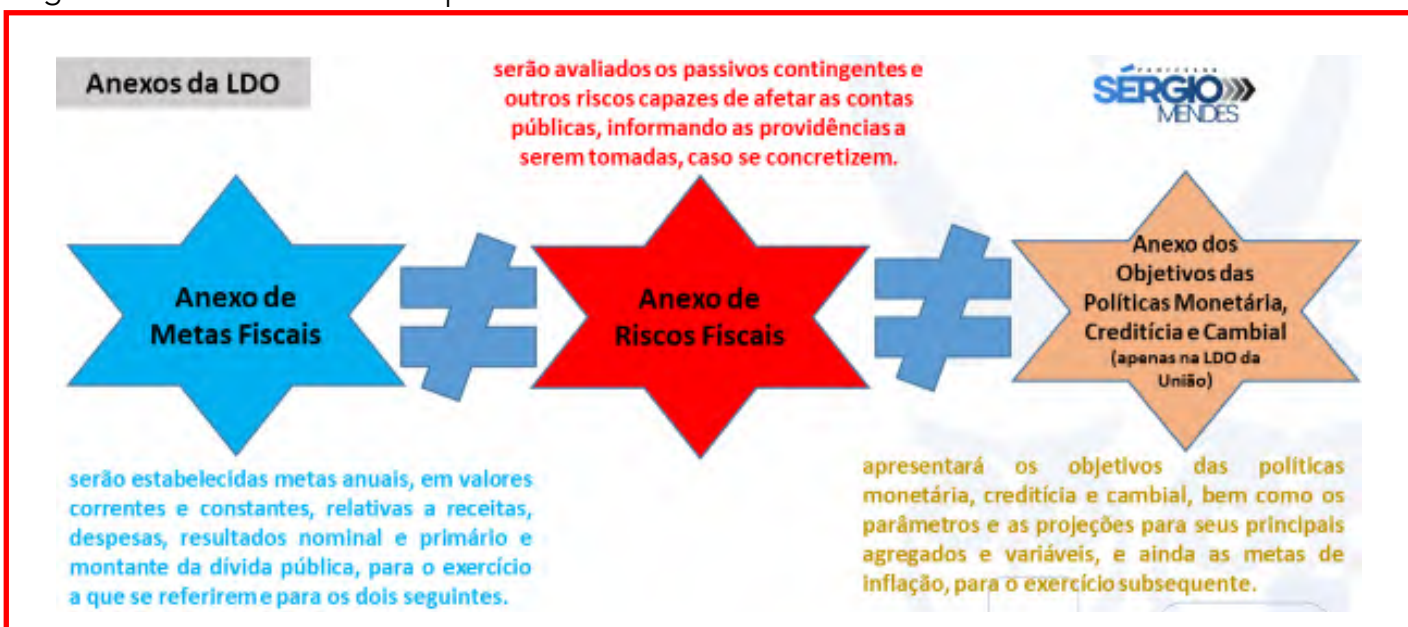 Anexos da LDO
serão avaliados os passivos contingentes e
outros riscos capazes de afetar as contas
públicas, informando as providências a
serem tomadas, caso se concretizem.
PROFESSOR
SÉRGIO
MENDES
Anexo de
Metas Fiscais
Anexo de
Riscos Fiscais
Anexo dos
Objetivos das
Políticas Monetária,
Creditícia e Cambial
(apenas na LDO da
União)
serão estabelecidas metas anuais, em valores
correntes e constantes, relativas a receitas,
despesas, resultados nominal e primário e
montante da dívida pública, para o exercício
a que se referirem e para os dois seguintes.
apresentará os objetivos das políticas
monetária, creditícia e cambial, bem como os
parâmetros e as projeções para seus principais
agregados e variáveis, e ainda as metas de
inflação, para o exercício subsequente.